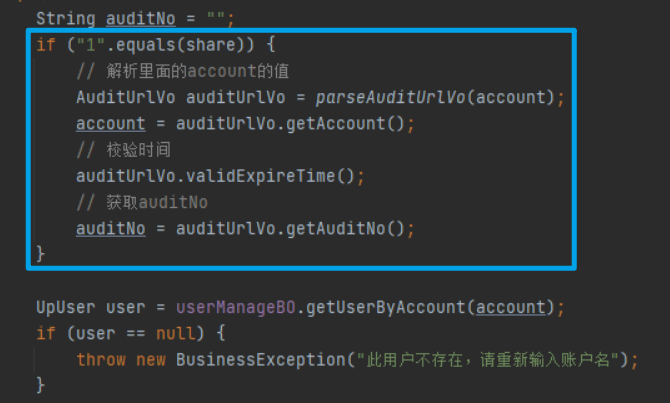 String auditNo = "";
if ("1".equals(share)) {
// 解析里面的account的值
AuditUrlVo auditUrlVo = parseAuditUrlVo(account);
account = auditUrlVo.getAccount();
// 校验时间
auditUrlVo.validExpireTime();
// 获取auditNo
auditNo = auditUrlVo.getAuditNo();
}
UpUser user = userManageBO.getUserByAccount(account);
if (user == null) {
throw new BusinessException("此用户不存在，请重新输入账户名");
}